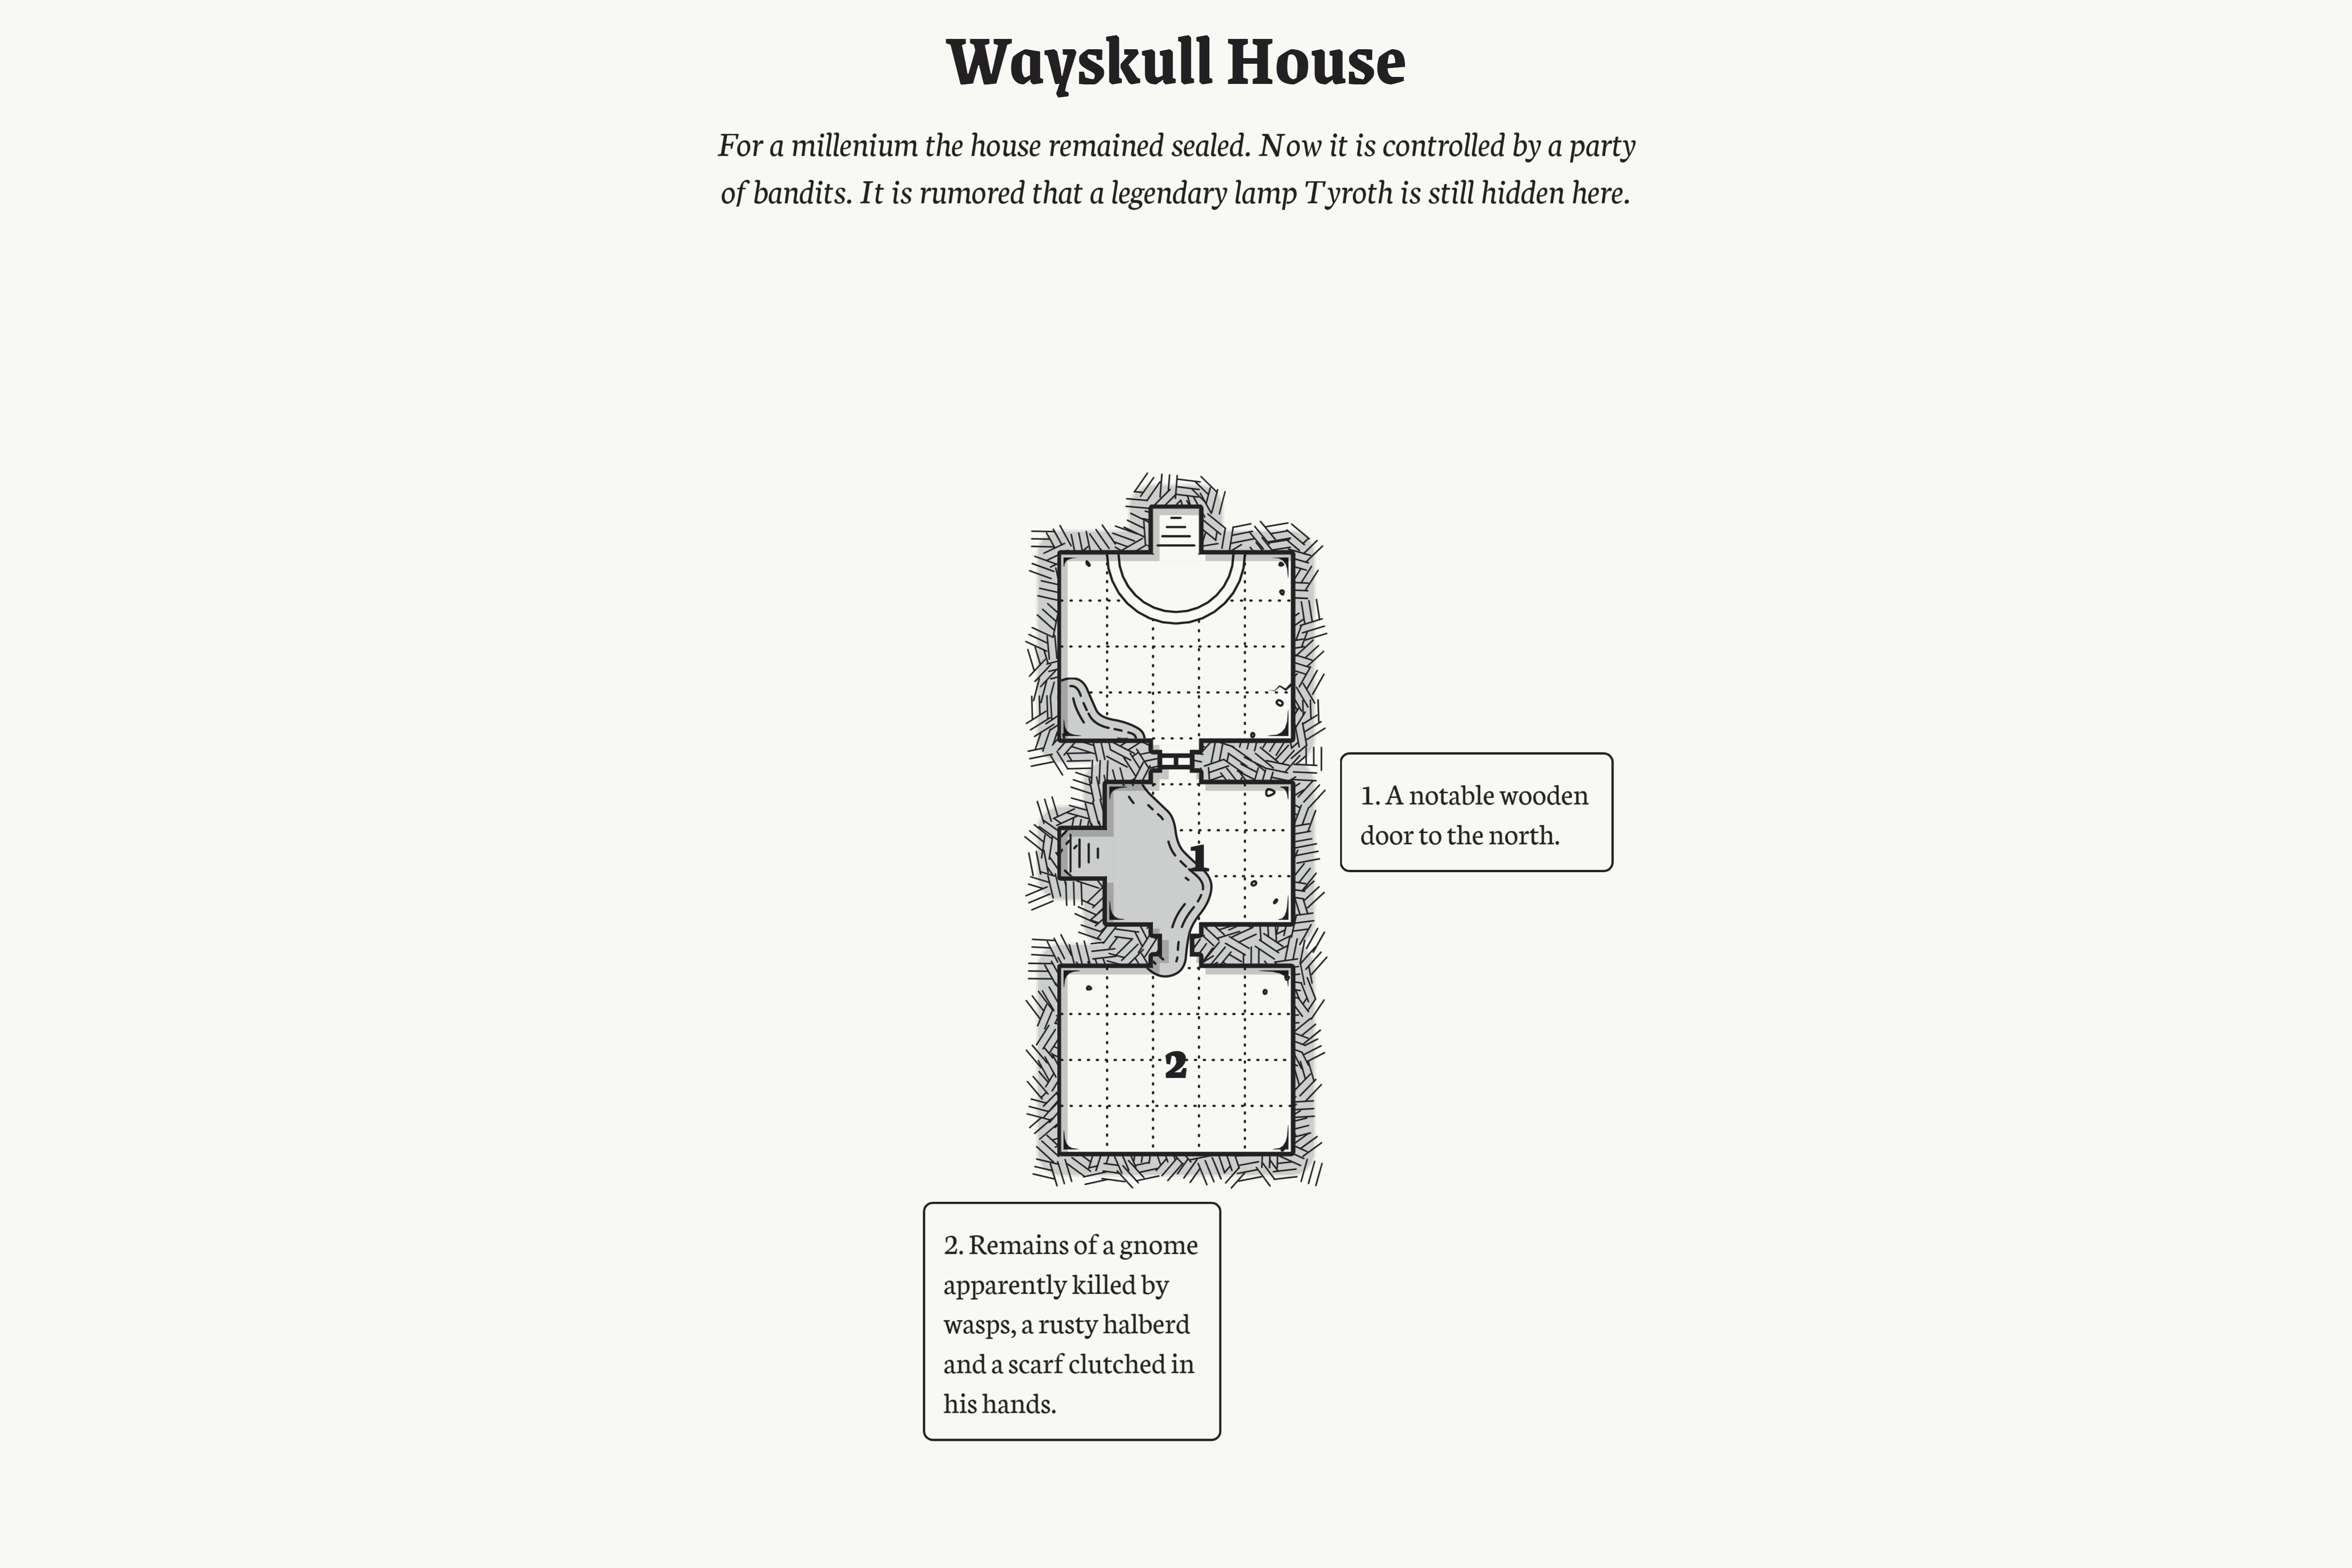 Wayskull House
For a millenium the house remained sealed. Now it is controlled by a party
of bandits. It is rumored that a legendary lamp Tyroth is still hidden here.
1. A notable wooden
door to the north.
1
2
2. Remains of a gnome
apparently killed by
wasps, a rusty halberd
and a scarf clutched in
his hands.